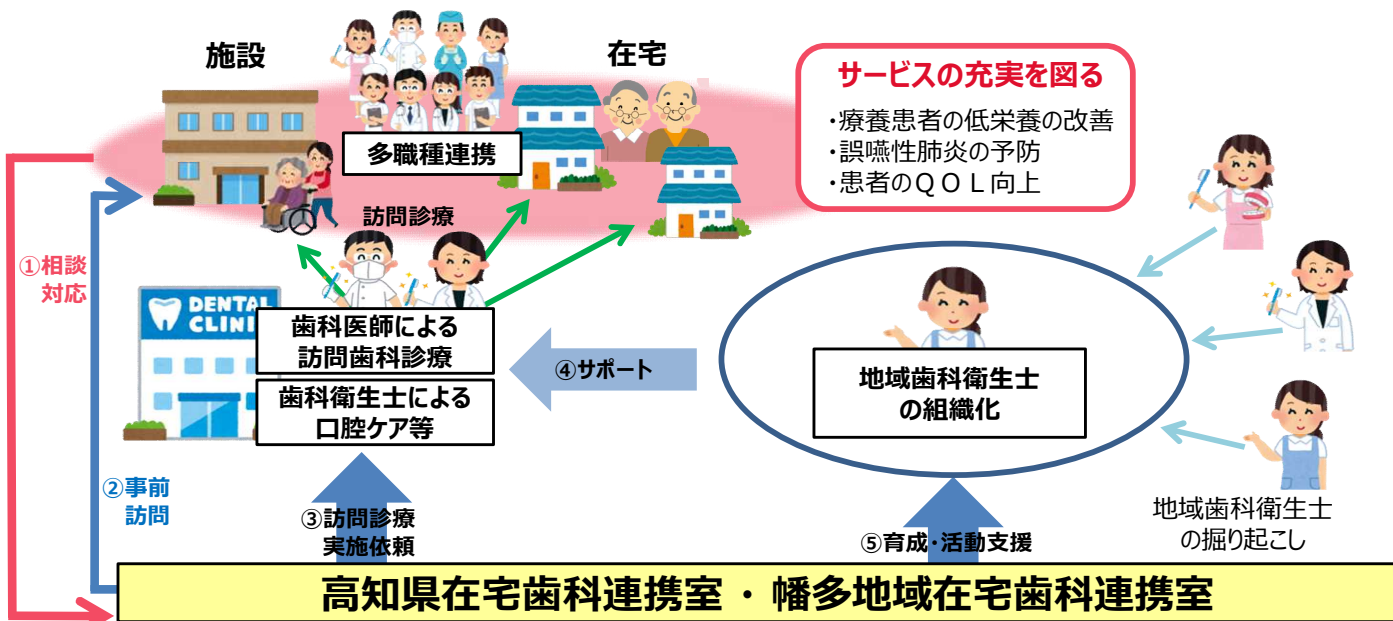 施設
在宅
サービスの充実を図る
・療養患者の低栄養の改善
・誤嚥性肺炎の予防
・患者のＱＯＬ向上
多職種連携
訪問診療
①相談
対応
DENTAL
CLINI
歯科医師による
訪問歯科診療
歯科衛生士による
口腔ケア等
④サポート
地域歯科衛生士
の組織化
②事前
訪問
③訪問診療
実施依頼
⑤育成・活動支援
地域歯科衛生士
の掘り起こし
高知県在宅歯科連携室 ・ 幡多地域在宅歯科連携室